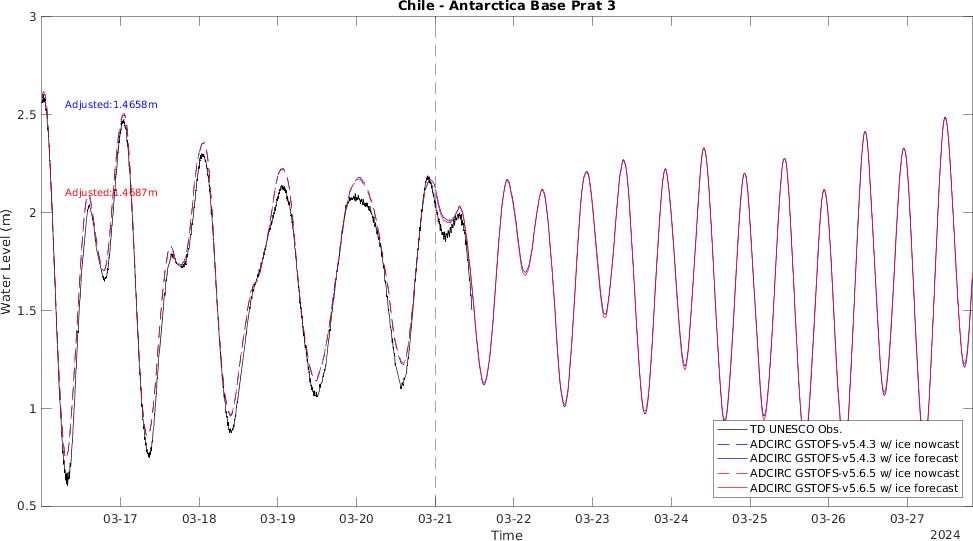 Chile - Antarctica Base Prat 3
3
2.5
2
1.5
1
0.5
Water Level (m)
Adjusted:1.4658m
Adjusted:1.4687m
TD UNESCO Obs.
ADCIRC GSTOFS-v5.4.3 w/ ice nowcast
ADCIRC GSTOFS-v5.4.3 w/ ice forecast
ADCIRC GSTOFS-v5.6.5 w/ ice nowcast
ADCIRC GSTOFS-v5.6.5 w/ ice forecast
03-17 03-18 03-19 03-20 03-21 03-22 03-23 03-24 03-25 03-26 03-27
Time
2024